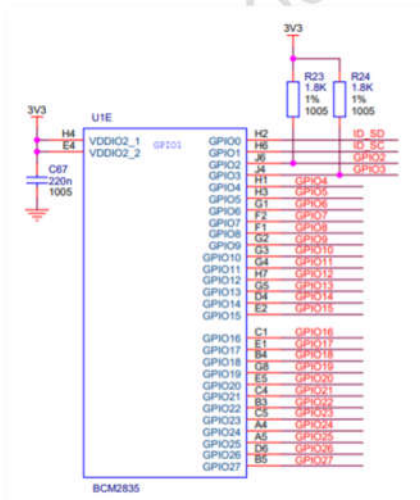 3V3
R23
1.8K
1%
1005
R24
1.8K
1%
1005
3V3
U1E
H4
E4
VDDIO2_1
VDDIO2_2
GPIO1
C67
220n
1005
GPIO0 H2 ID_SD
GPIO1 H6 ID_SC
GPIO2 J6 GPIO2
GPIO3 J4 GPIO3
GPIO4 H1 GPIO4
GPIO5 H3 GPIO5
GPIO6 G1 GPIO6
GPIO7 F2 GPIO7
GPIO8 F1 GPIO8
GPIO9 G2 GPIO9
GPIO10 G3 GPIO10
GPIO11 G4 GPIO11
GPIO12 H7 GPIO12
GPIO13 G5 GPIO13
GPIO14 D4 GPIO14
GPIO15 E2 GPIO15
GPIO16 C1 GPIO16
GPIO17 E1 GPIO17
GPIO18 B4 GPIO18
GPIO19 G8 GPIO19
GPIO20 E5 GPIO20
GPIO21 C4 GPIO21
GPIO22 B3 GPIO22
GPIO23 C5 GPIO23
GPIO24 A4 GPIO24
GPIO25 A5 GPIO25
GPIO26 D6 GPIO26
GPIO27 B5 GPIO27
BCM2835